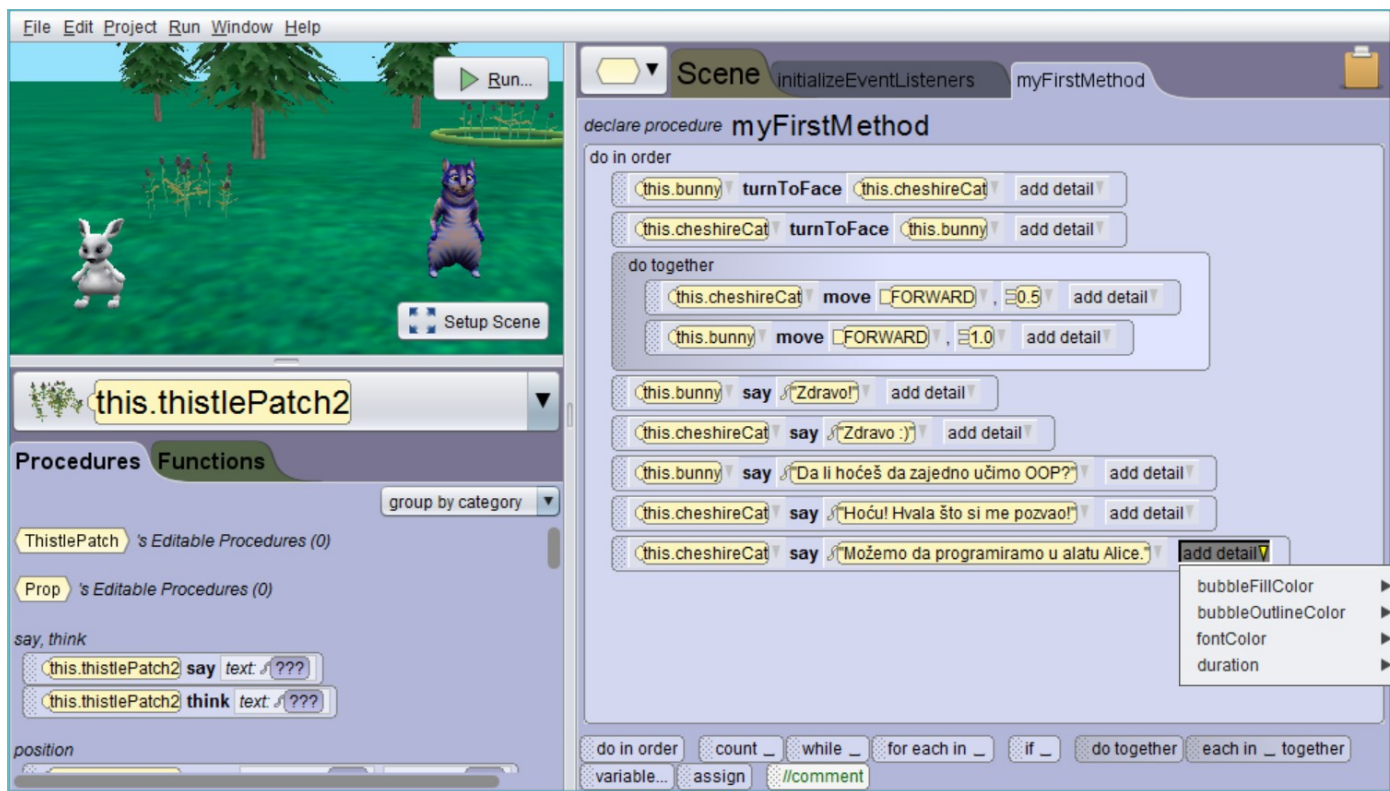 File Edit Project Run Window Help
Run...
Setup Scene
this.thistlePatch2
Procedures Functions
group by category
ThistlePatch 's Editable Procedures (0)
Prop 's Editable Procedures (0)
say, think
this.thistlePatch2 say text: ???
this.thistlePatch2 think text: ???
position
Scene initializeEventListeners myFirstMethod
declare procedure myFirstMethod
do in order
this.bunny turnToFace this.cheshireCat add detail
this.cheshireCat turnToFace this.bunny add detail
do together
this.cheshireCat move FORWARD , 0.5 add detail
this.bunny move FORWARD , 1.0 add detail
this.bunny say "Zdravo!" add detail
this.cheshireCat say "Zdravo :)" add detail
this.bunny say "Da li hoćeš da zajedno učimo OOP?" add detail
this.cheshireCat say "Hoću! Hvala što si me pozvao!" add detail
this.cheshireCat say "Možemo da programiramo u alatu Alice." add detail
bubbleFillColor
bubbleOutlineColor
fontColor
duration
do in order count _ while _ for each in _ if _ do together each in _ together
variable... assign //comment